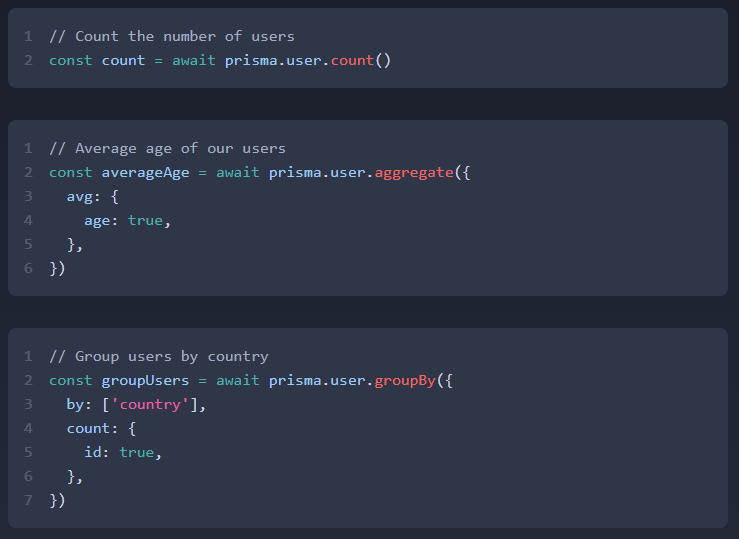 1 // Count the number of users
2 const count = await prisma.user.count()
1 // Average age of our users
2 const averageAge = await prisma.user.aggregate({
3   avg: {
4     age: true,
5   },
6 })
1 // Group users by country
2 const groupUsers = await prisma.user.groupBy({
3   by: ['country'],
4   count: {
5     id: true,
6   },
7 })